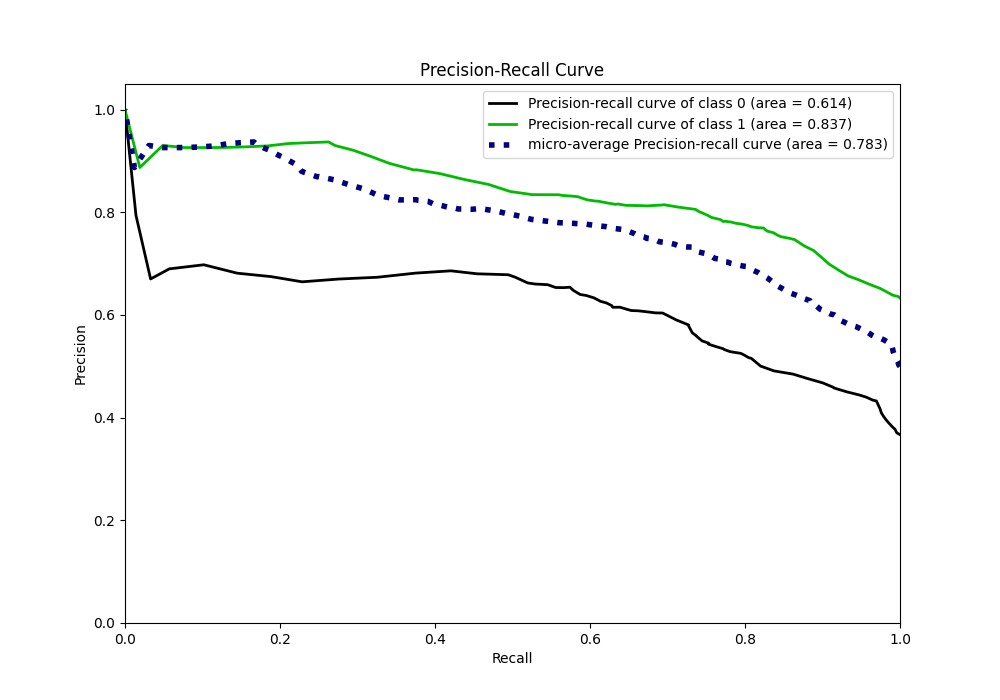 Precision-Recall Curve
Precision-recall curve of class 0 (area = 0.614)
Precision-recall curve of class 1 (area = 0.837)
micro-average Precision-recall curve (area = 0.783)
1.0
0.8
0.6
0.4
0.2
0.0
Precision
0.0 0.2 0.4 0.6 0.8 1.0
Recall